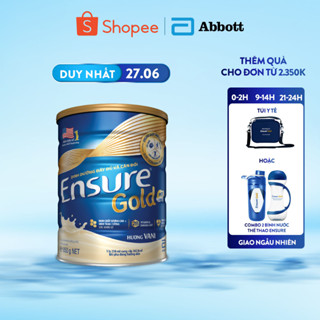 Shopee
Abbott
DUY NHẤT 27.06
THÊM QUÀ
CHO ĐƠN TỪ 2.350K
0-2H 9-14H 21-24H
TÚI Y TẾ
HOẶC
COMBO 2 BÌNH NƯỚC
THỂ THAO ENSURE
GIAO NGẪU NHIÊN
Ensure
Gold
HƯƠNG VANI